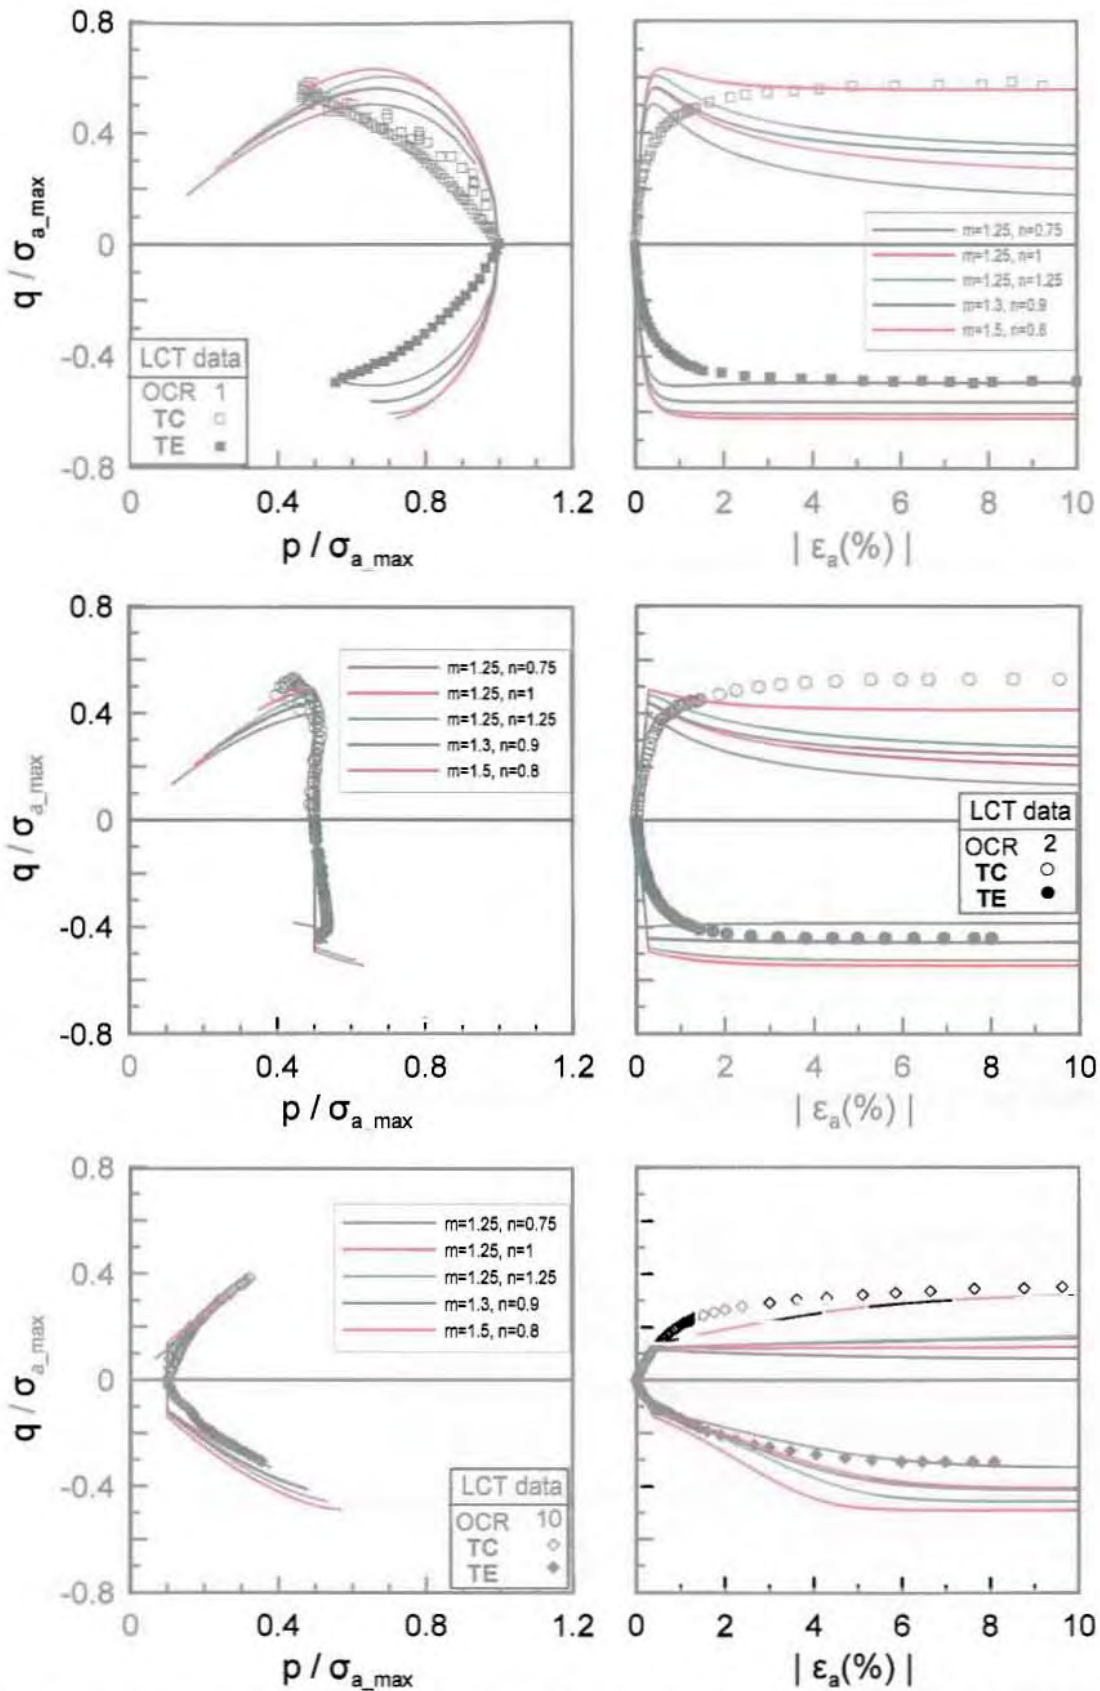 0.8
0.4
0
-0.4
-0.8
q / σa_max
LCT data
OCR 1
TC □
TE ■
0 0.4 0.8 1.2
p / σa_max
m=1.25, n=0.75
m=1.25, n=1
m=1.25, n=1.25
m=1.3, n=0.9
m=1.5, n=0.8
0 2 4 6 8 10
| εa(%) |
0.8
0.4
0
-0.4
-0.8
q / σa_max
m=1.25, n=0.75
m=1.25, n=1
m=1.25, n=1.25
m=1.3, n=0.9
m=1.5, n=0.8
0 0.4 0.8 1.2
p / σa_max
LCT data
OCR 2
TC ○
TE ●
0 2 4 6 8 10
| εa(%) |
0.8
0.4
0
-0.4
-0.8
q / σa_max
m=1.25, n=0.75
m=1.25, n=1
m=1.25, n=1.25
m=1.3, n=0.9
m=1.5, n=0.8
LCT data
OCR 10
TC ◇
TE ◆
0 0.4 0.8 1.2
p / σa_max
0 2 4 6 8 10
| εa(%) |